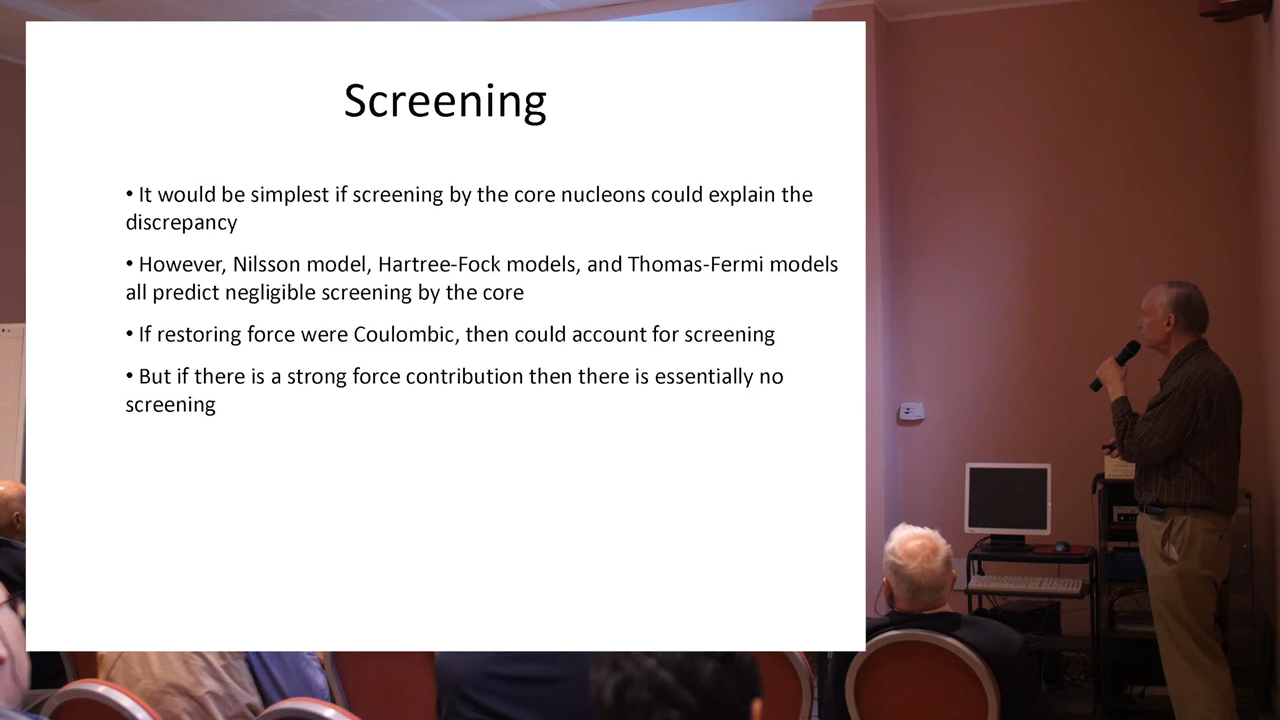 Screening
• It would be simplest if screening by the core nucleons could explain the
discrepancy
• However, Nilsson model, Hartree-Fock models, and Thomas-Fermi models
all predict negligible screening by the core
• If restoring force were Coulombic, then could account for screening
• But if there is a strong force contribution then there is essentially no
screening